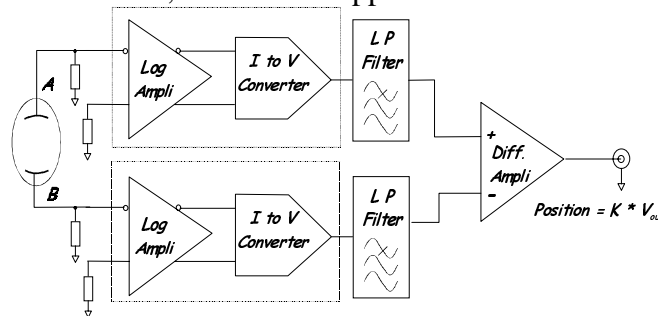 A
Log
Ampli
I to V
Converter
L P
Filter
+
Diff.
Ampli
-
Position = K * V
B
Log
Ampli
I to V
Converter
L P
Filter